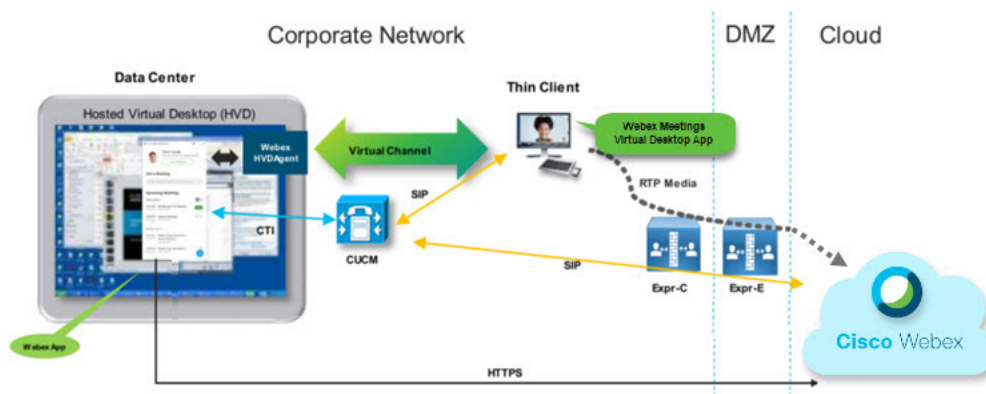 Corporate Network
DMZ
Cloud
Data Center
Thin Client
Hosted Virtual Desktop (HVD)
Webex
HVDAgent
Virtual Channel
Webex Meetings
Virtual Desktop App
RTP Media
SIP
CTI
CUCM
SIP
Expr-C
Expr-E
Webex App
Cisco Webex
HTTPS